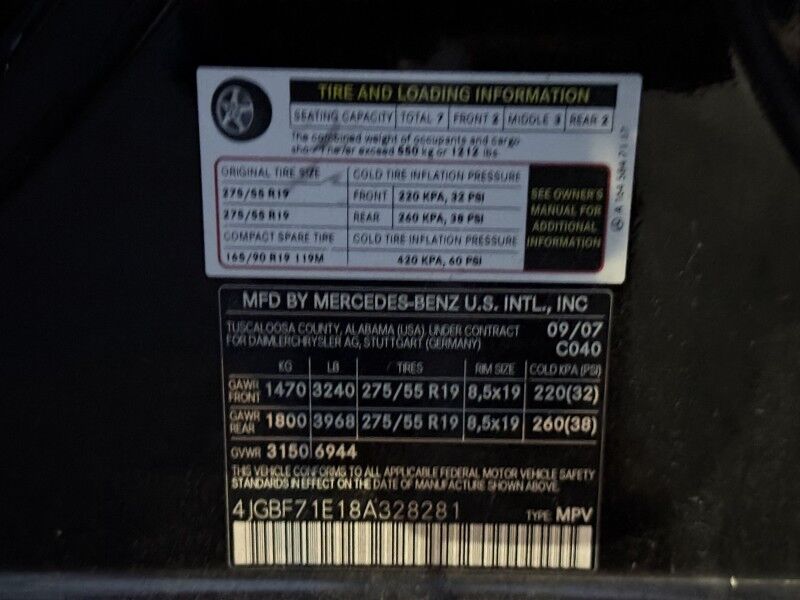 TIRE AND LOADING INFORMATION
SEATING CAPACITY TOTAL 7 FRONT 2 MIDDLE 3 REAR 2
The combined weight of occupants and cargo
should never exceed 550 kg or 1212 lbs.
ORIGINAL TIRE SIZE COLD TIRE INFLATION PRESSURE
275/55 R19 FRONT 220 KPA, 32 PSI
275/55 R19 REAR 260 KPA, 38 PSI
COMPACT SPARE TIRE COLD TIRE INFLATION PRESSURE
165/90 R19 119M 420 KPA, 60 PSI
SEE OWNER'S
MANUAL FOR
ADDITIONAL
INFORMATION
A 164 584
MFD BY MERCEDES-BENZ U.S. INTL., INC
TUSCALOOSA COUNTY, ALABAMA (USA). UNDER CONTRACT 09/07
FOR DAIMLERCHRYSLER AG, STUTTGART (GERMANY) C040
KG LB TIRES RIM SIZE COLD KPA (PSI)
GAWR FRONT 1470 3240 275/55 R19 8,5x19 220(32)
GAWR REAR 1800 3968 275/55 R19 8,5x19 260(38)
GVWR 3150 6944
THIS VEHICLE CONFORMS TO ALL APPLICABLE FEDERAL MOTOR VEHICLE SAFETY
STANDARDS IN EFFECT ON THE DATE OF MANUFACTURE SHOWN ABOVE.
4JGBF71E18A328281 TYPE MPV